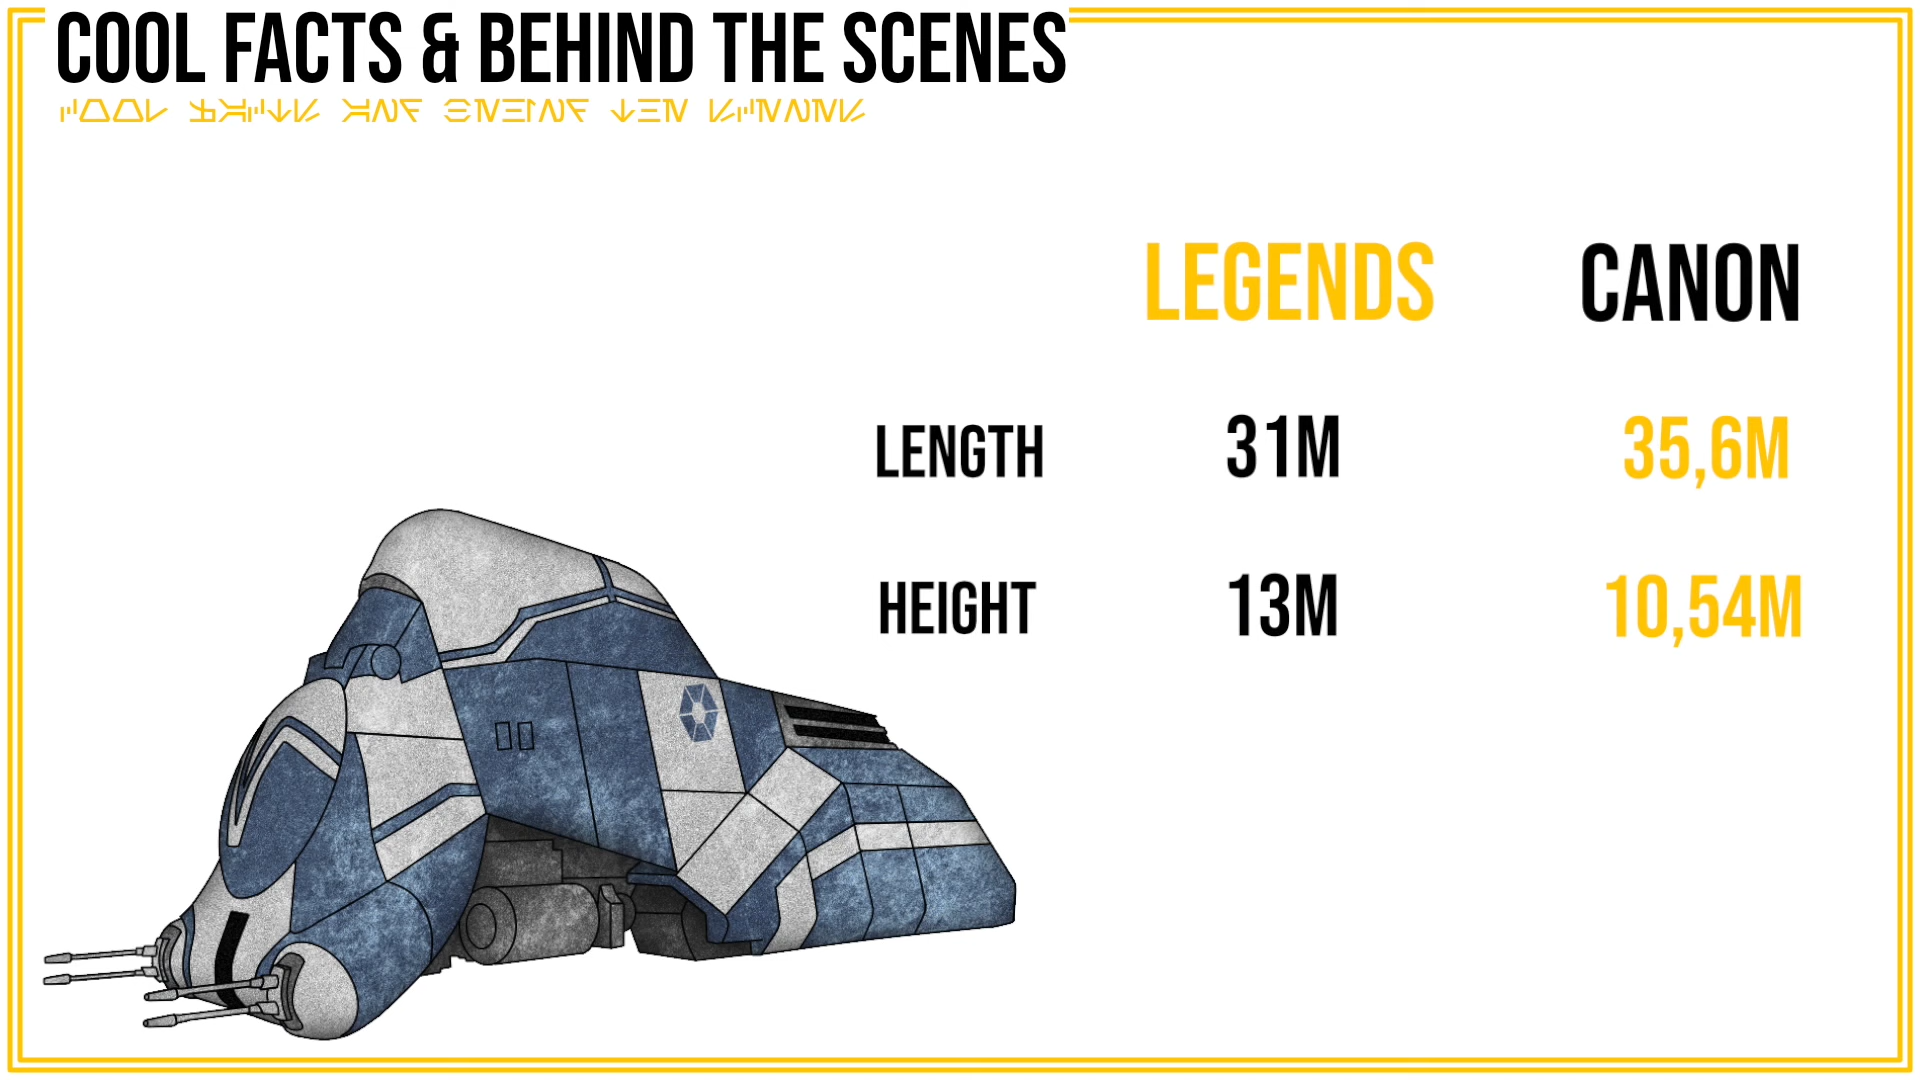 COOL FACTS & BEHIND THE SCENES
LEGENDS CANON
LENGTH 31M 35,6M
HEIGHT 13M 10,54M